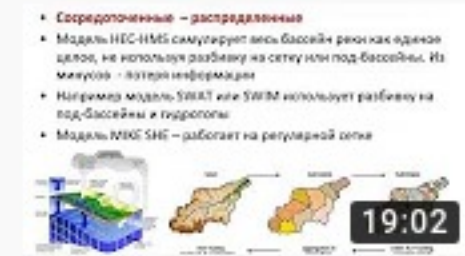 Сосредоточенные – распределенные
Модель HEC-HMS симулирует весь бассейн реки как единое
целое, не используя разбивку на сетку или под-бассейны. Из
минусов - потеря информации
Например модель SWAT или SWIM использует разбивку на
под-бассейны и гидротопы
Модель MIKE SHE – работает на регулярной сетке
19:02